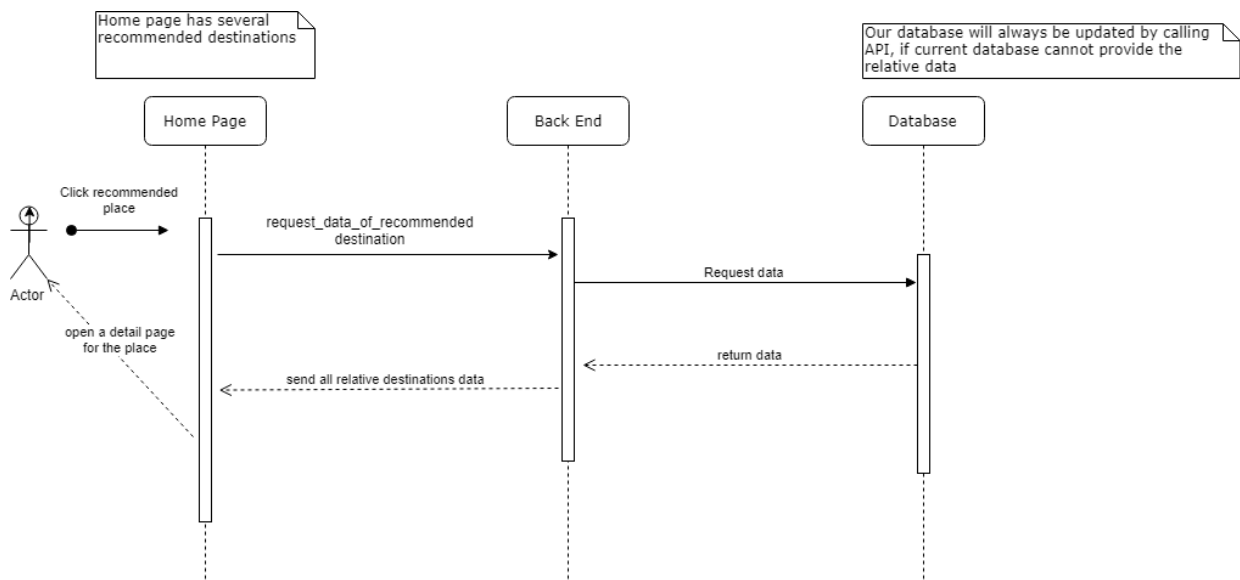 Home page has several
recommended destinations
Our database will always be updated by calling
API, if current database cannot provide the
relative data
Home Page
Back End
Database
Click recommended
place
request_data_of_recommended
destination
Request data
Actor
open a detail page
for the place
return data
send all relative destinations data